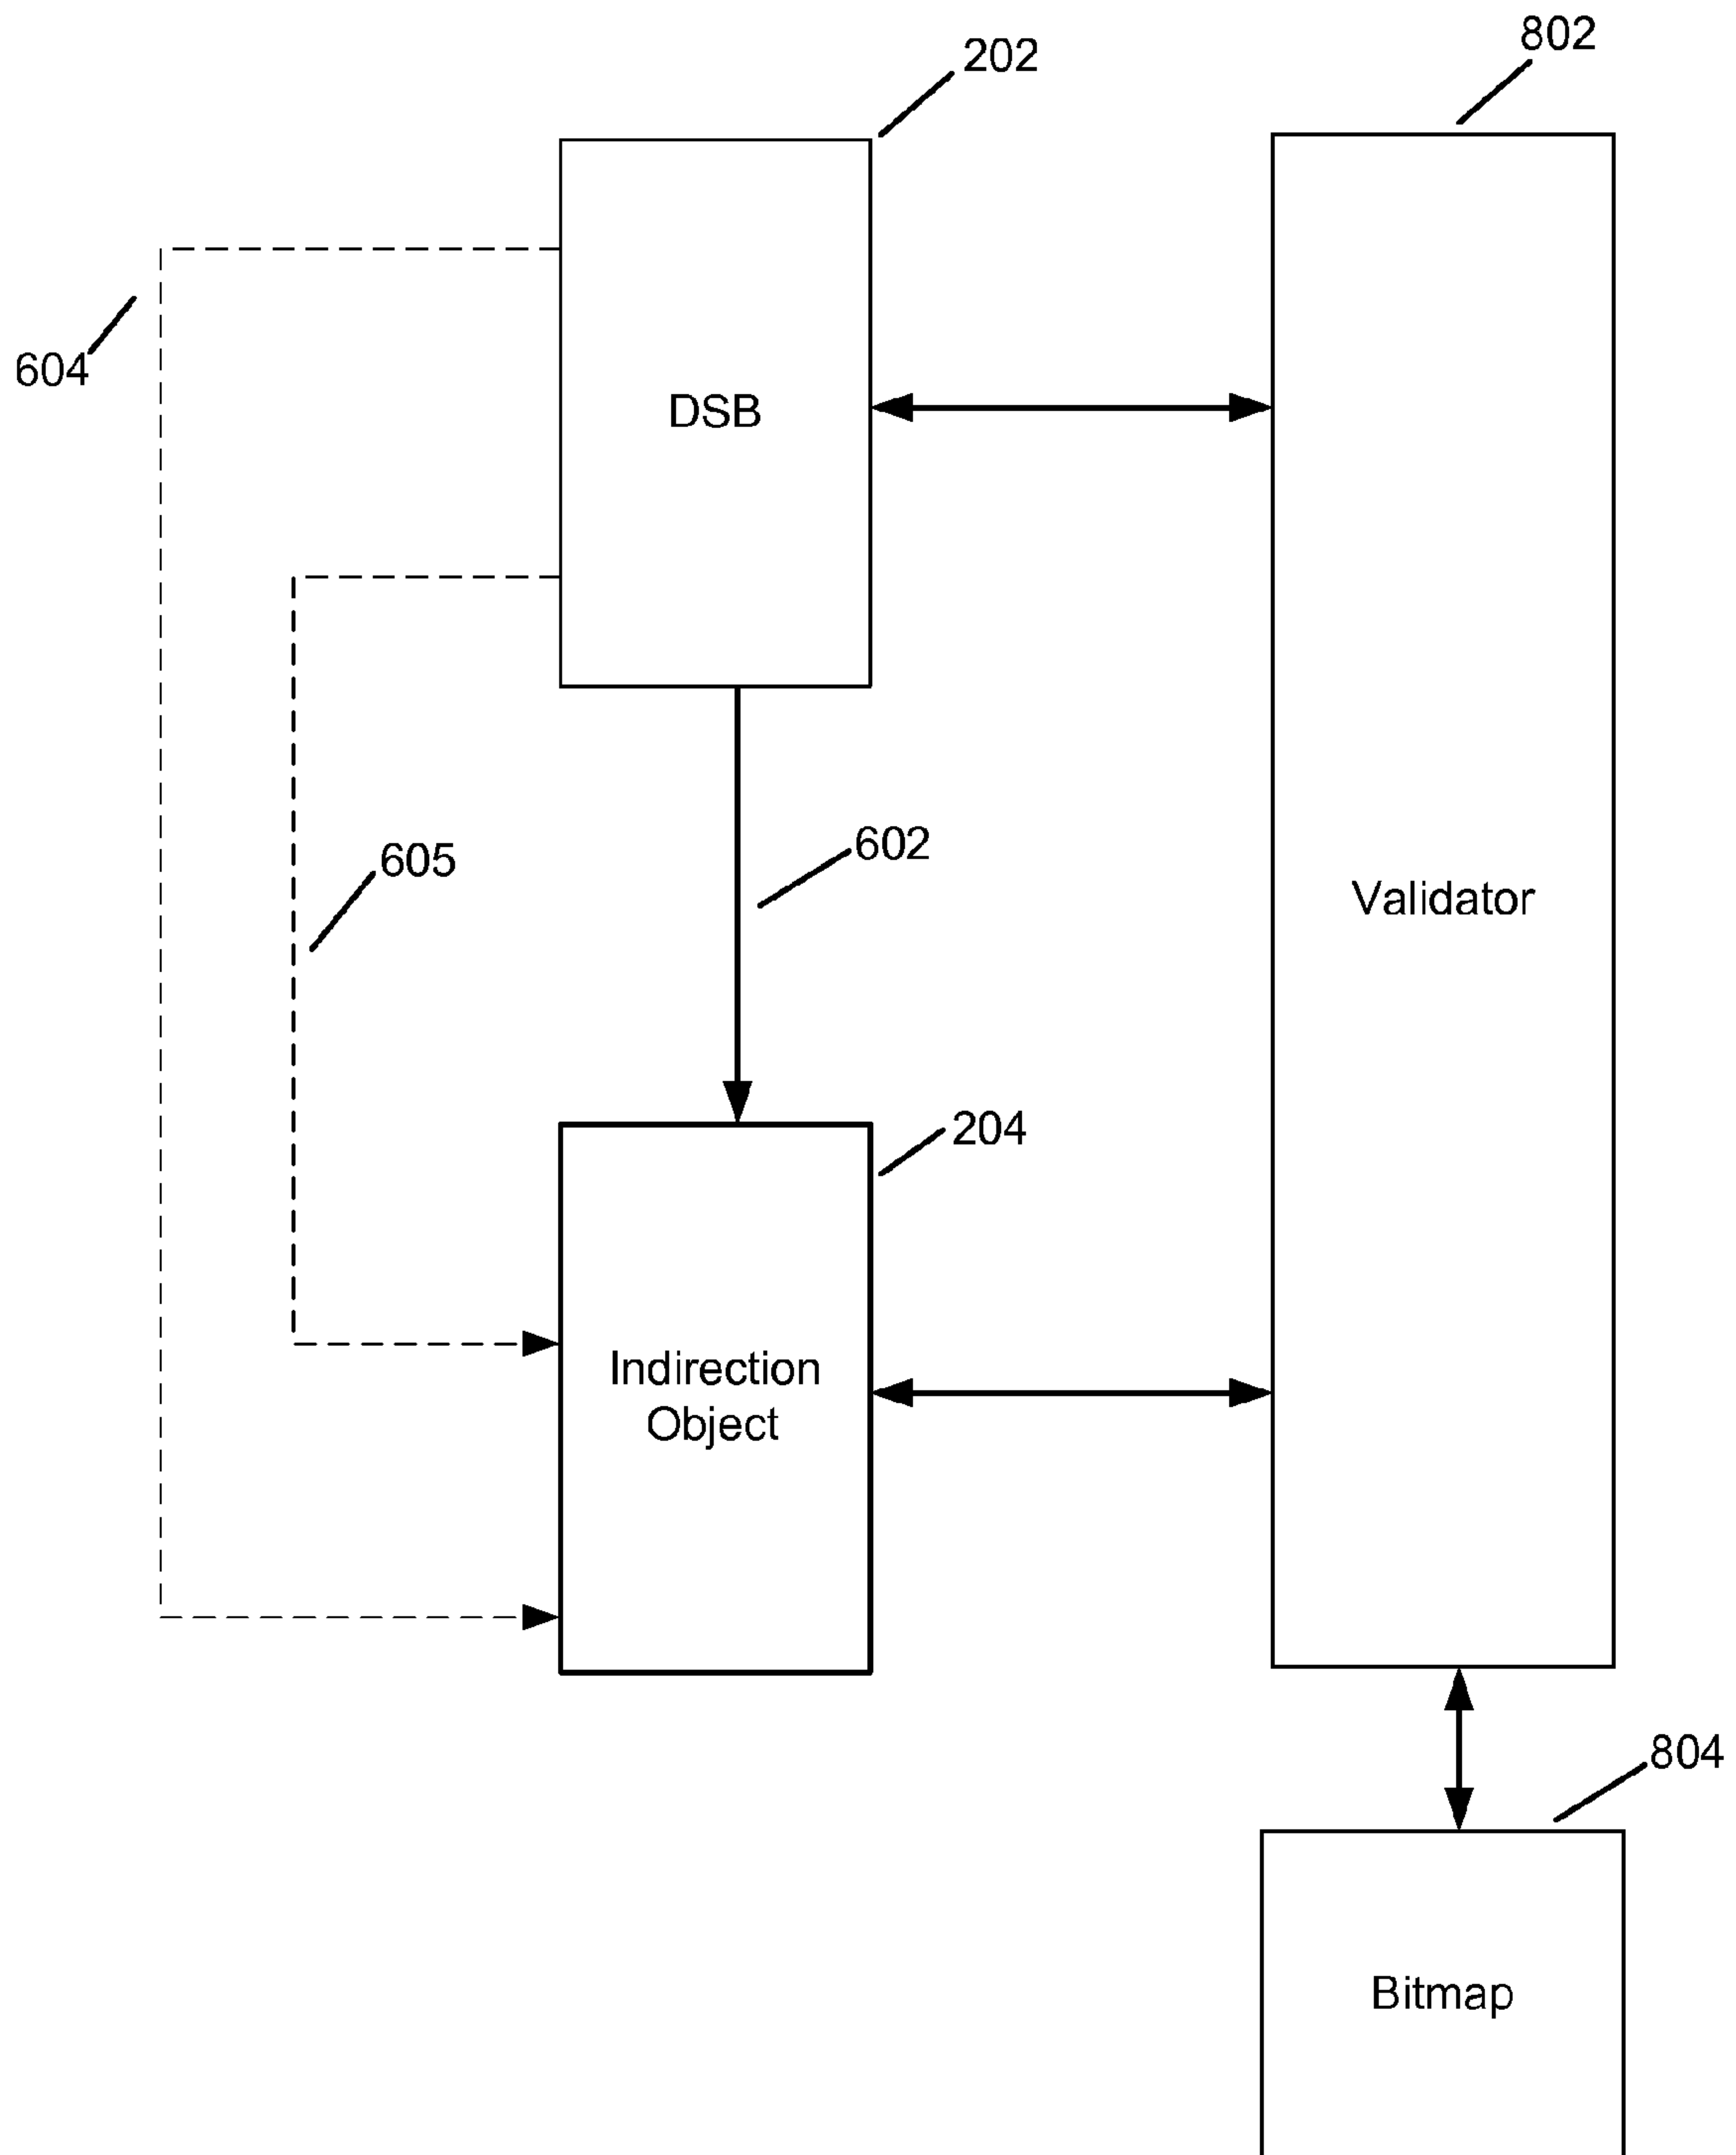 802
202
604
DSB
602
605
Validator
204
Indirection
Object
804
Bitmap